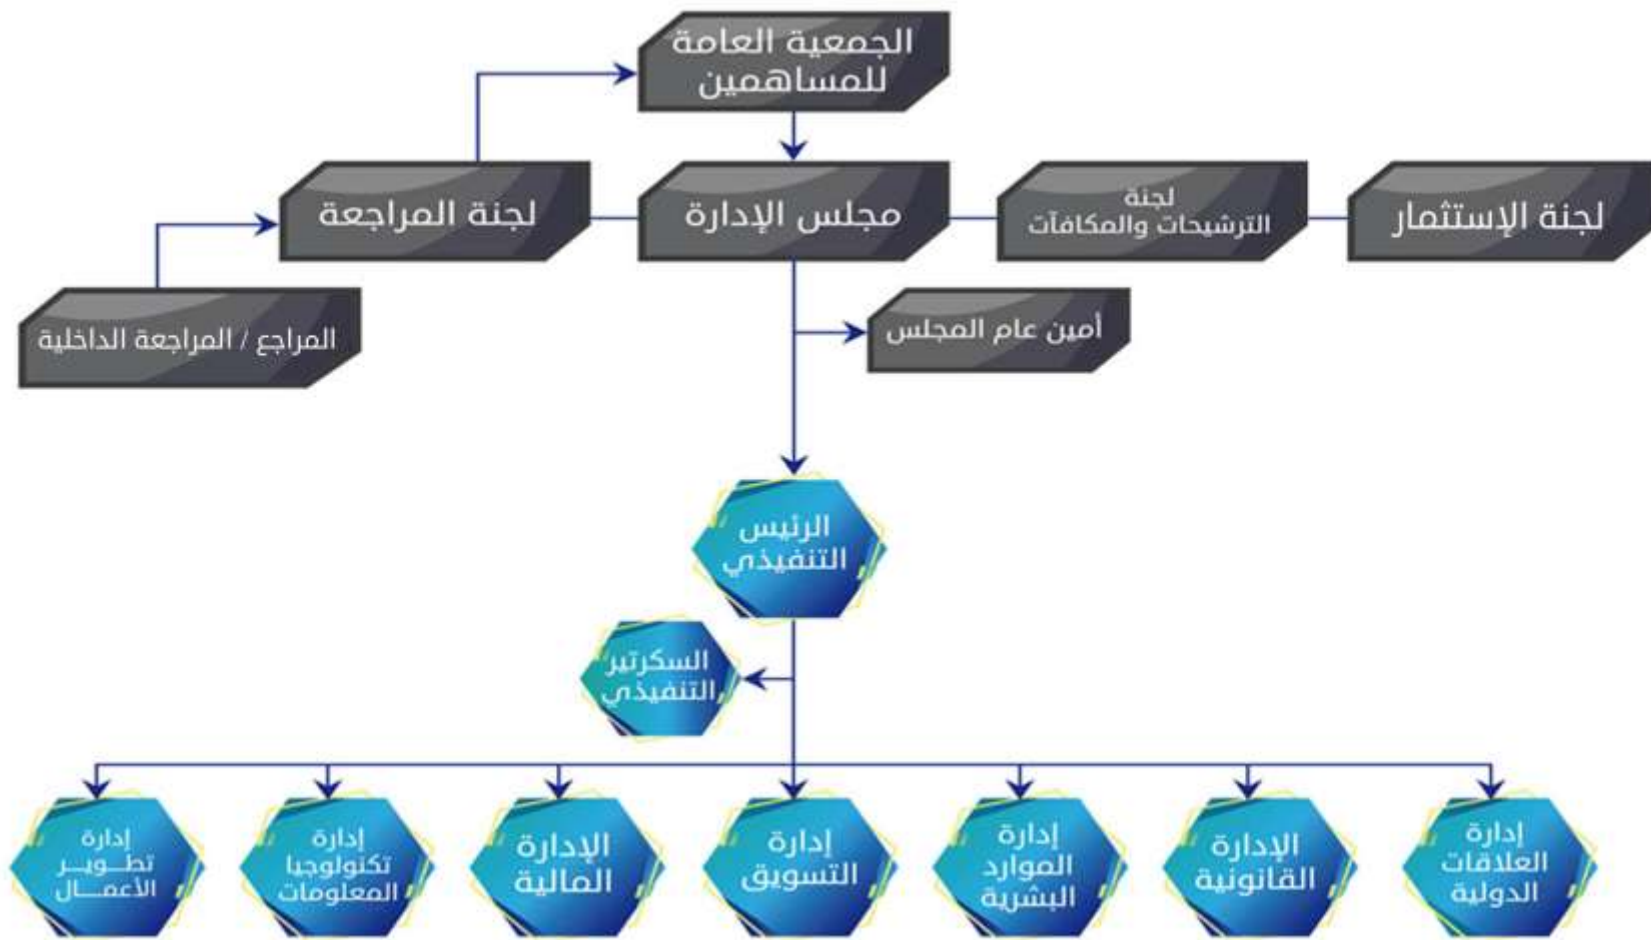 الجمعية العامة
للمساهمين
لجنة الإستثمار
لجنة
الترشيحات والمكافآت
مجلس الإدارة
لجنة المراجعة
أمين عام المجلس
المراجع / المراجعة الداخلية
الرئيس
التنفيذي
السكرتير
التنفيذي
إدارة
العلاقات
الدولية
الإدارة
القانونية
إدارة
الموارد
البشرية
إدارة
التسويق
الإدارة
المالية
إدارة
تكنولوجيا
المعلومات
إدارة
تطـــويـــر
الأعمـــال